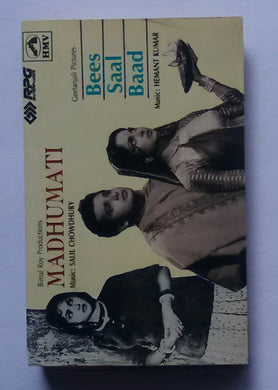 HMV
RPG
Geetanjali Pictures
Bees
Saal
Baad
Music: HEMANT KUMAR
Bimal Roy Productions
MADHUMATI
Music: SALIL CHOWDHURY